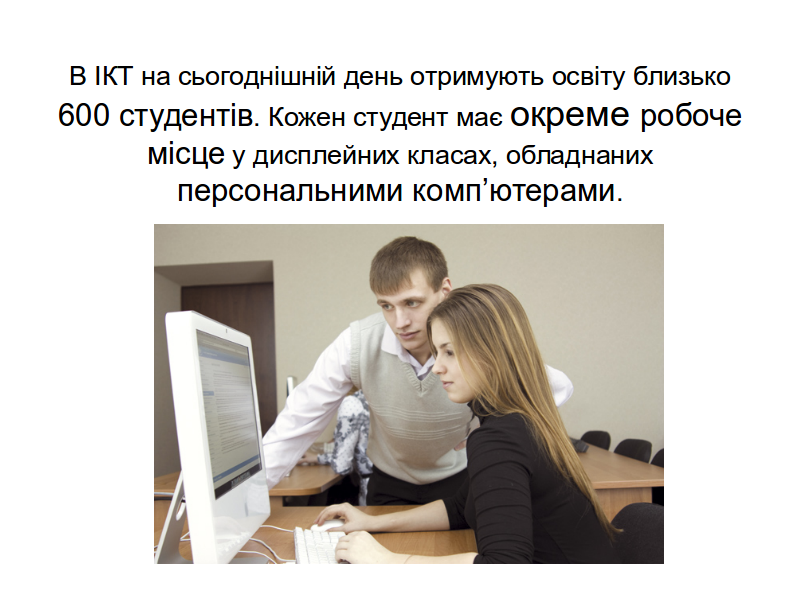 В ІКТ на сьогоднішній день отримують освіту близько
600 студентів. Кожен студент має окреме робоче
місце у дисплейних класах, обладнаних
персональними комп’ютерами.